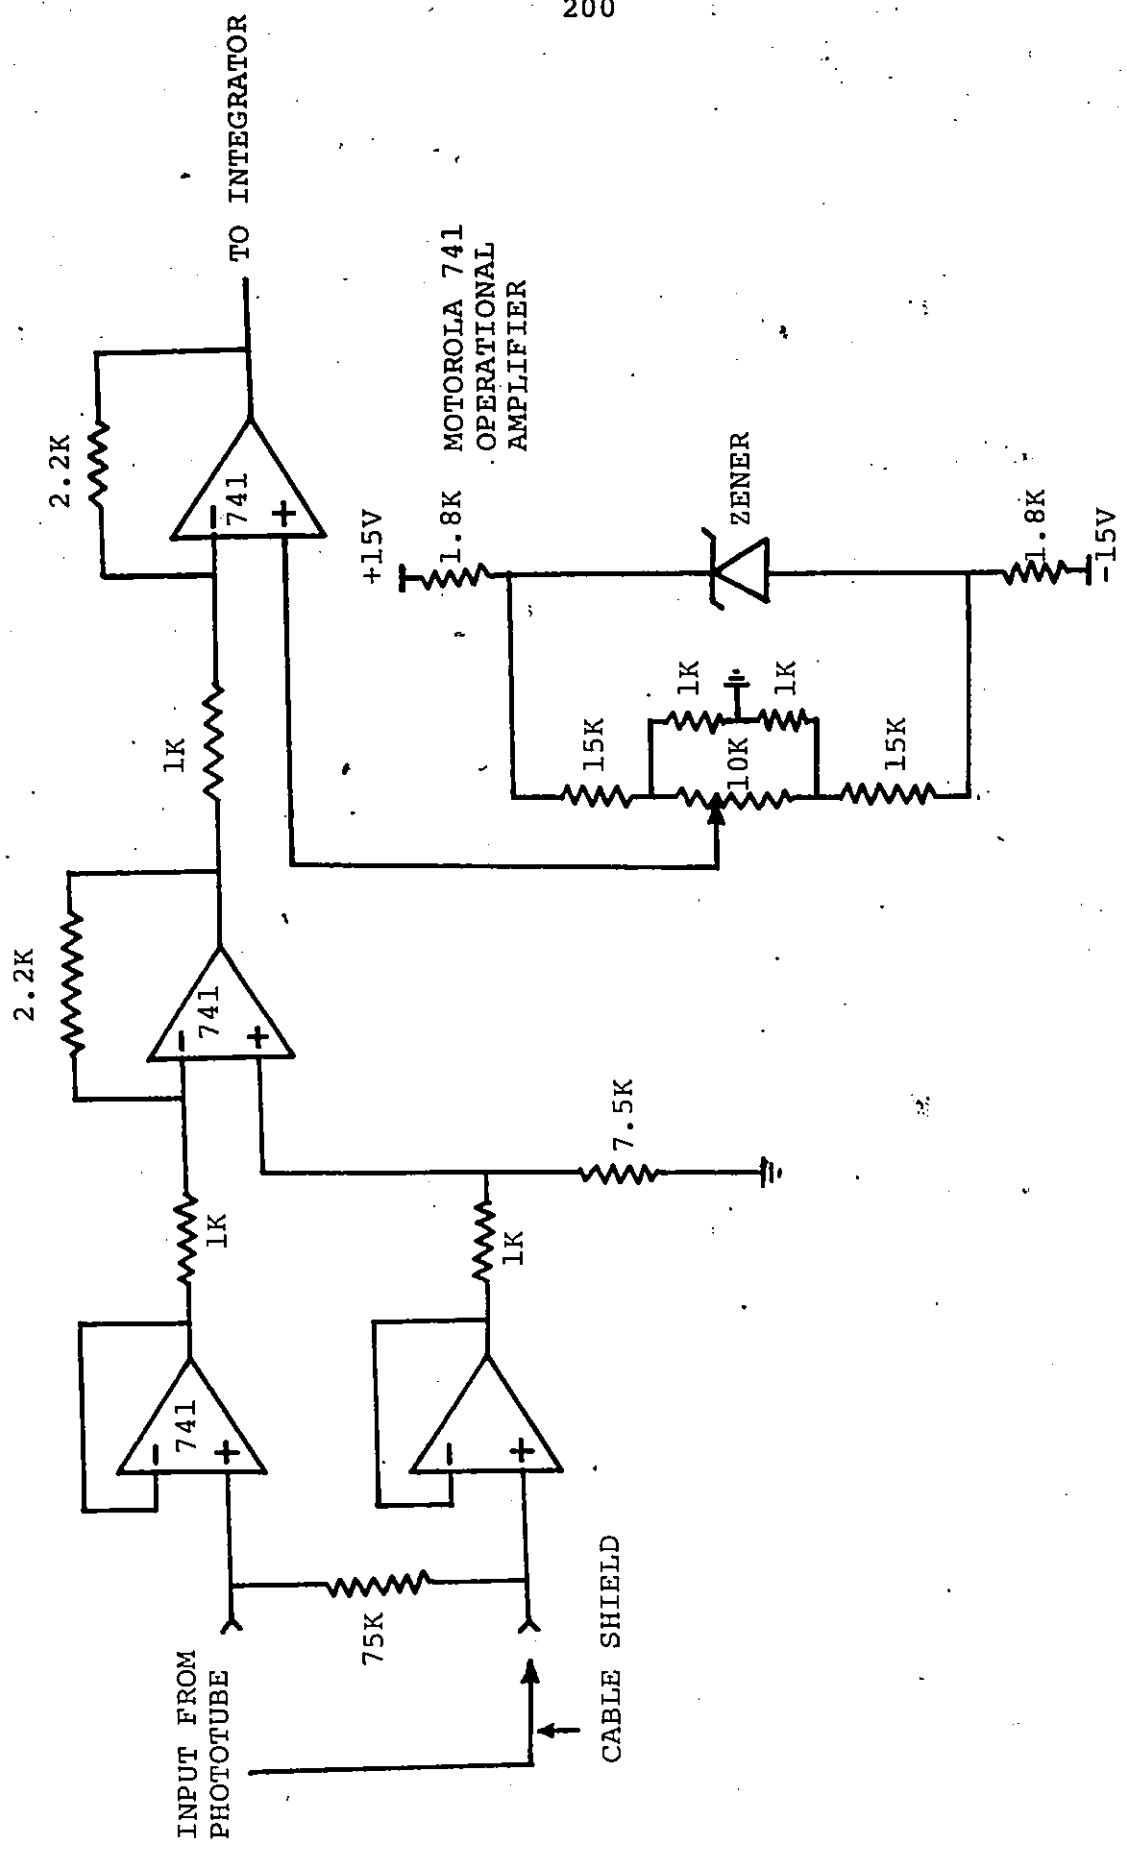 200
INPUT FROM
PHOTOTUBE
CABLE SHIELD
75K
741
-
+
-
+
1K
1K
7.5K
2.2K
741
-
+
1K
2.2K
741
-
+
TO INTEGRATOR
MOTOROLA 741
OPERATIONAL
AMPLIFIER
+15V
1.8K
ZENER
15K
10K
1K
1K
15K
1.8K
-15V